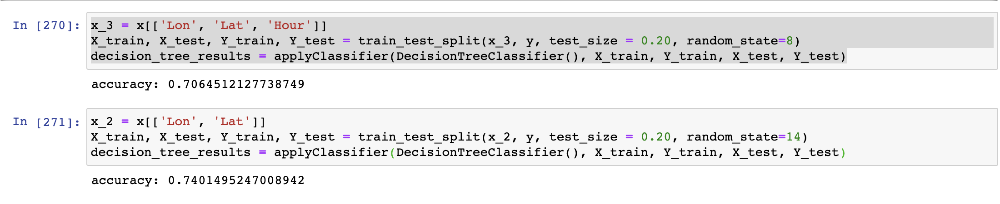 In [270]:
x_3 = x[['Lon', 'Lat', 'Hour']]
X_train, X_test, Y_train, Y_test = train_test_split(x_3, y, test_size = 0.20, random_state=8)
decision_tree_results = applyClassifier(DecisionTreeClassifier(), X_train, Y_train, X_test, Y_test)
accuracy: 0.7064512127738749
In [271]:
x_2 = x[['Lon', 'Lat']]
X_train, X_test, Y_train, Y_test = train_test_split(x_2, y, test_size = 0.20, random_state=14)
decision_tree_results = applyClassifier(DecisionTreeClassifier(), X_train, Y_train, X_test, Y_test)
accuracy: 0.7401495247008942